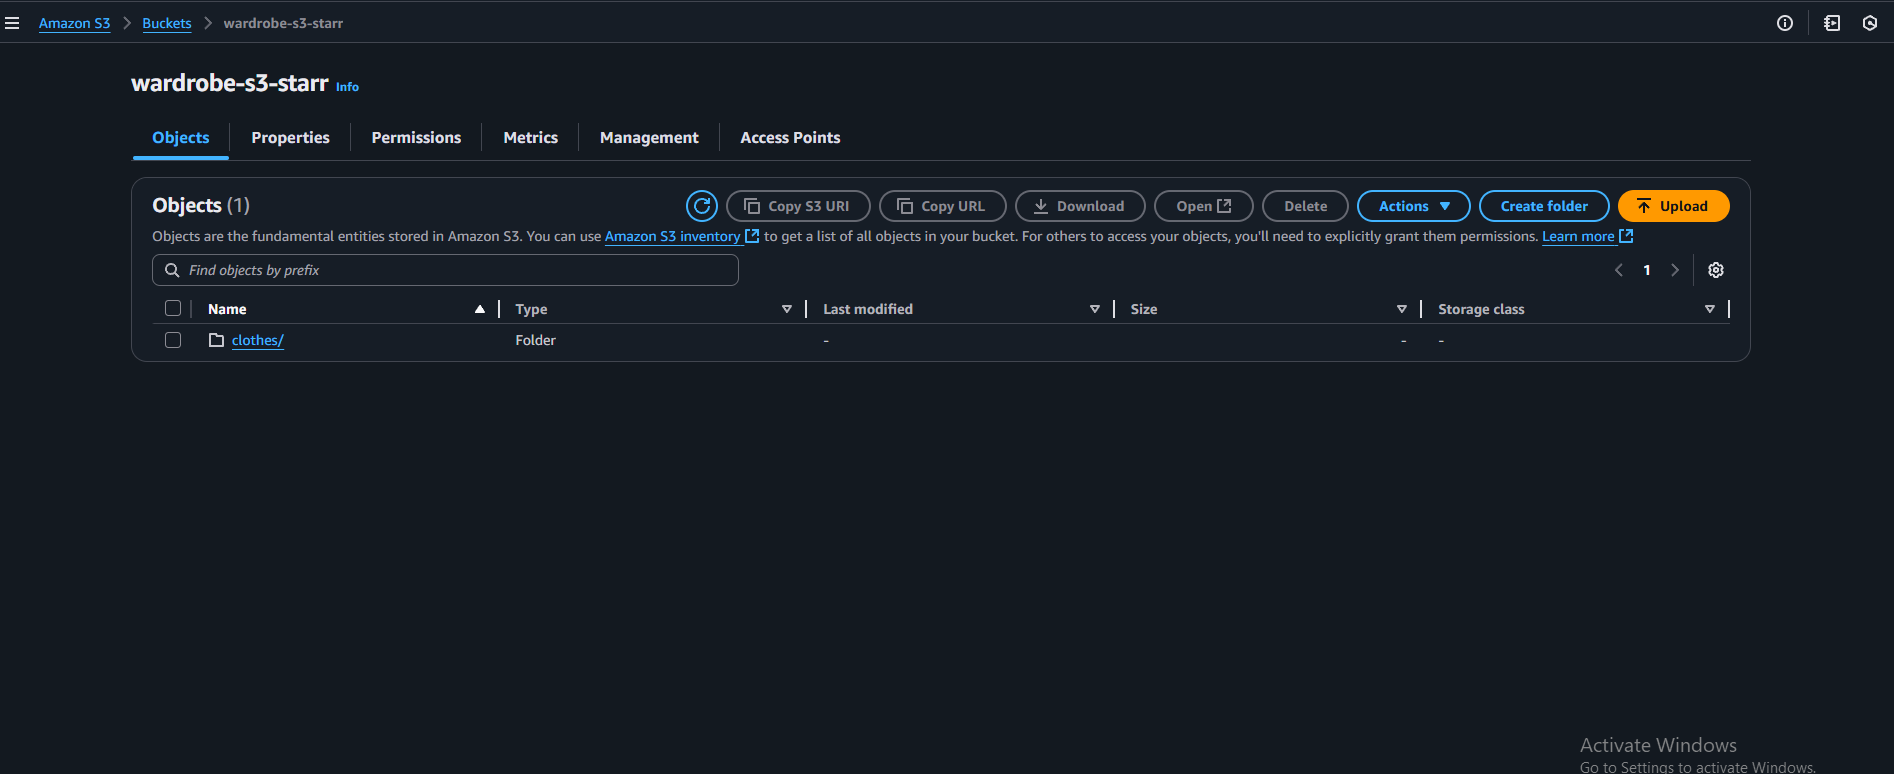 Amazon S3 > Buckets > wardrobe-s3-starr
wardrobe-s3-starr Info
Objects Properties Permissions Metrics Management Access Points
Objects (1) Copy S3 URI Copy URL Download Open Delete Actions Create folder Upload
Objects are the fundamental entities stored in Amazon S3. You can use Amazon S3 inventory to get a list of all objects in your bucket. For others to access your objects, you'll need to explicitly grant them permissions. Learn more
Find objects by prefix 1
Name Type Last modified Size Storage class
clothes/ Folder - - -
Activate Windows
Go to Settings to activate Windows.